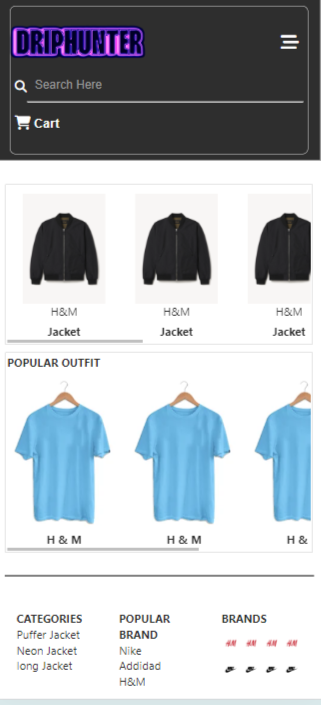 DRIPHUNTER
Search Here
Cart
H&M
H&M
H&M
Jacket
Jacket
Jacket
POPULAR OUTFIT
H & M
H & M
H &
CATEGORIES
Puffer Jacket
Neon Jacket
long Jacket
POPULAR
BRAND
Nike
Addidad
H&M
BRANDS
H&M H&M H&M H&M